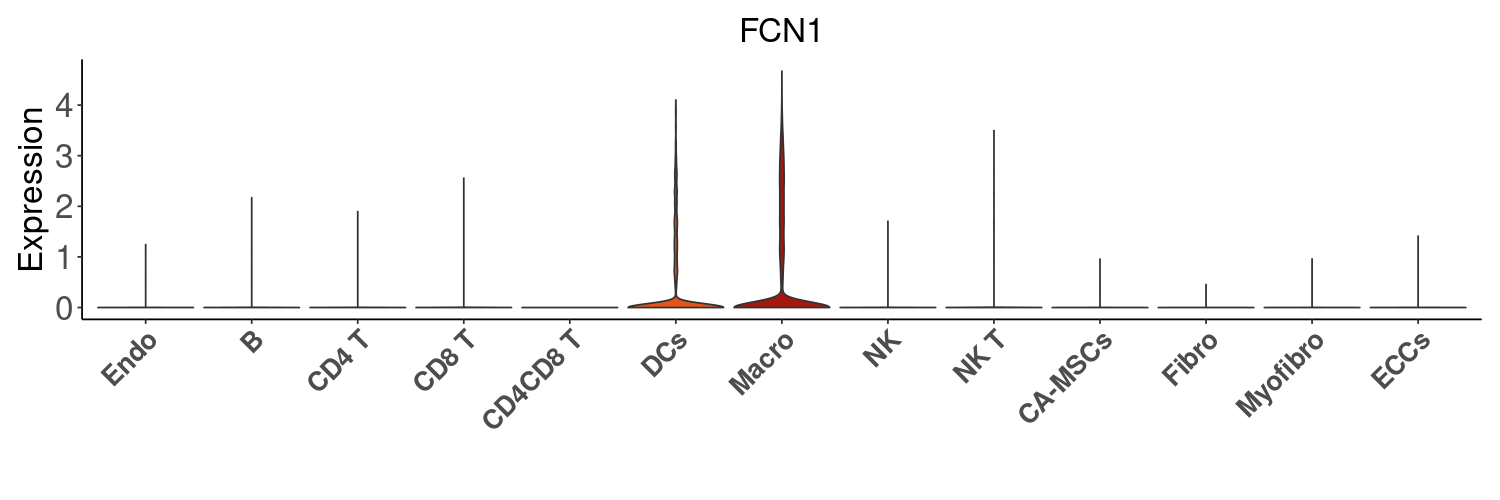 FCN1
Expression
4
3
2
1
0
Endo
B
CD4 T
CD8 T
CD4CD8 T
DCs
Macro
NK
NK T
CA-MSCs
Fibro
Myofibro
ECCs